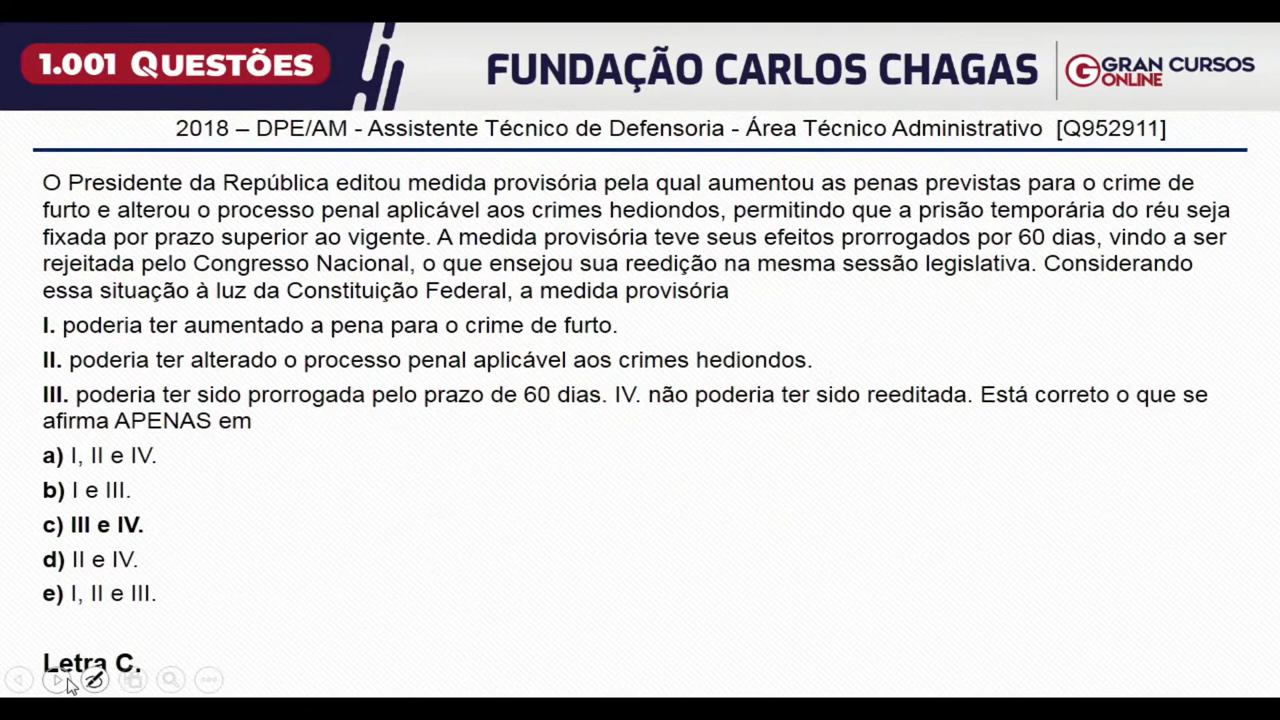 1.001 QUESTÕES
FUNDAÇÃO CARLOS CHAGAS
GRAN CURSOS
ONLINE
2018 – DPE/AM - Assistente Técnico de Defensoria - Área Técnico Administrativo [Q952911]
O Presidente da República editou medida provisória pela qual aumentou as penas previstas para o crime de
furto e alterou o processo penal aplicável aos crimes hediondos, permitindo que a prisão temporária do réu seja
fixada por prazo superior ao vigente. A medida provisória teve seus efeitos prorrogados por 60 dias, vindo a ser
rejeitada pelo Congresso Nacional, o que ensejou sua reedição na mesma sessão legislativa. Considerando
essa situação à luz da Constituição Federal, a medida provisória
I. poderia ter aumentado a pena para o crime de furto.
II. poderia ter alterado o processo penal aplicável aos crimes hediondos.
III. poderia ter sido prorrogada pelo prazo de 60 dias. IV. não poderia ter sido reeditada. Está correto o que se
afirma APENAS em
a) I, II e IV.
b) I e III.
c) III e IV.
d) II e IV.
e) I, II e III.
Letra C.